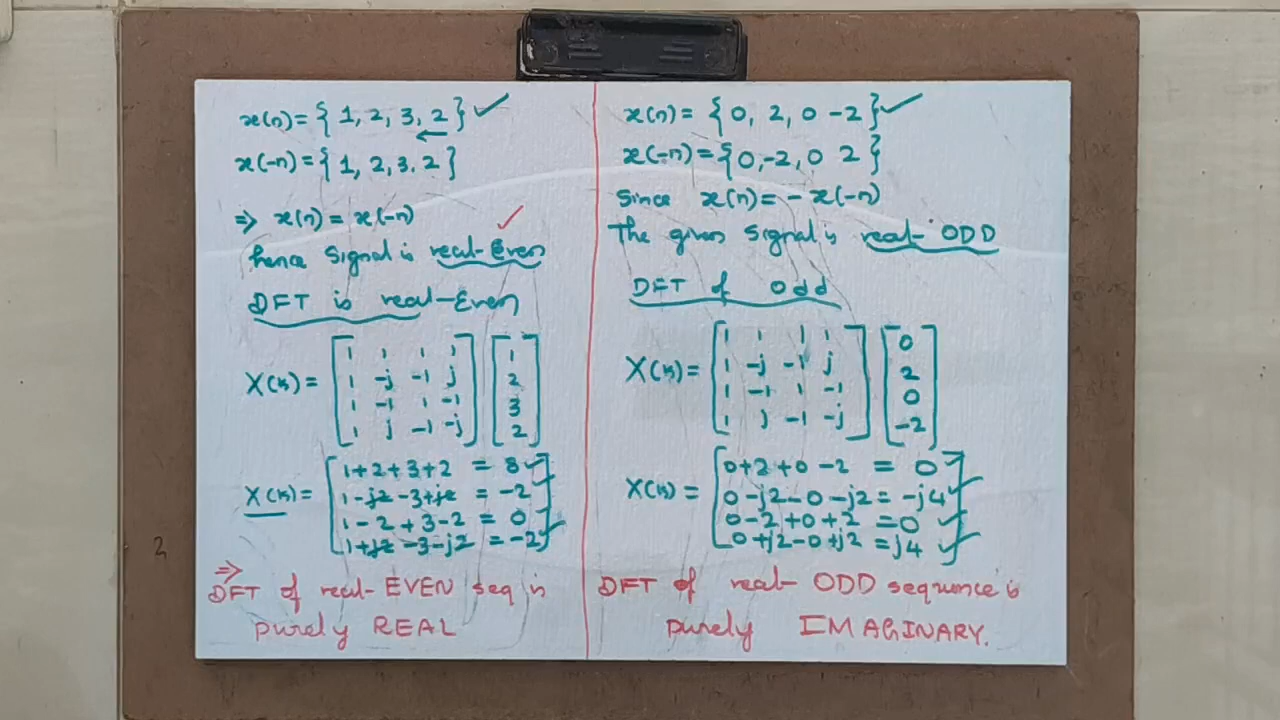 x(n) = { 1, 2, 3, 2 } ✓
x(-n) = { 1, 2, 3, 2 }
⇒ x(n) = x(-n)
hence signal is real-Even
DFT is real-Even
X(k) = [ 1 1 1 1 ] [ 1 ]
1 -j -1 j 2
1 -1 1 -1 3
1 j -1 -j 2
X(k) = [ 1+2+3+2 = 8
1-j2-3+j2 = -2
1-2+3-2 = 0
1+j2-3-j2 = -2
⇒
DFT of real-EVEN seq is
purely REAL
2
x(n) = { 0, 2, 0 -2 } ✓
x(-n) = { 0, -2, 0 2 }
Since x(n) = - x(-n)
The given signal is real-ODD
DFT of Odd
X(k) = [ 1 1 1 1 ] [ 0 ]
1 -j -1 j 2
1 -1 1 -1 0
1 j -1 -j -2
X(k) = [ 0+2+0-2 = 0
0-j2-0-j2 = -j4
0-2+0+2 = 0
0+j2-0+j2 = j4
DFT of real-ODD sequence is
purely IMAGINARY.